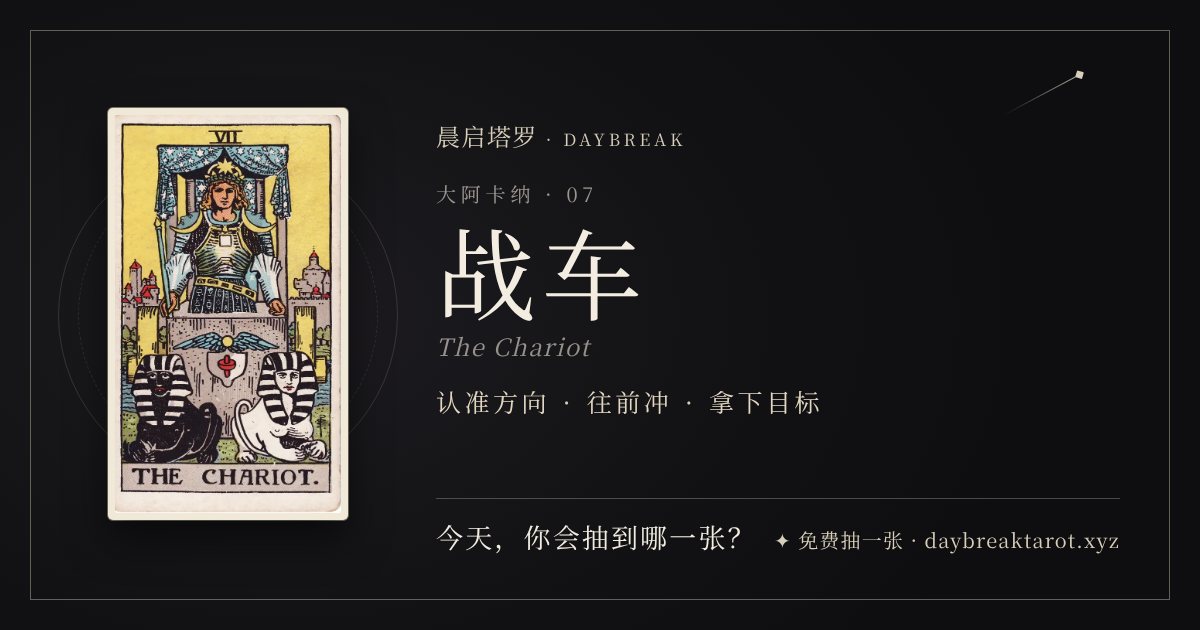 VII
THE CHARIOT.
晨启塔罗 · DAYBREAK
大阿卡纳 · 07
战车
The Chariot
认准方向 · 往前冲 · 拿下目标
今天，你会抽到哪一张？ ✦ 免费抽一张 · daybreaktarot.xyz